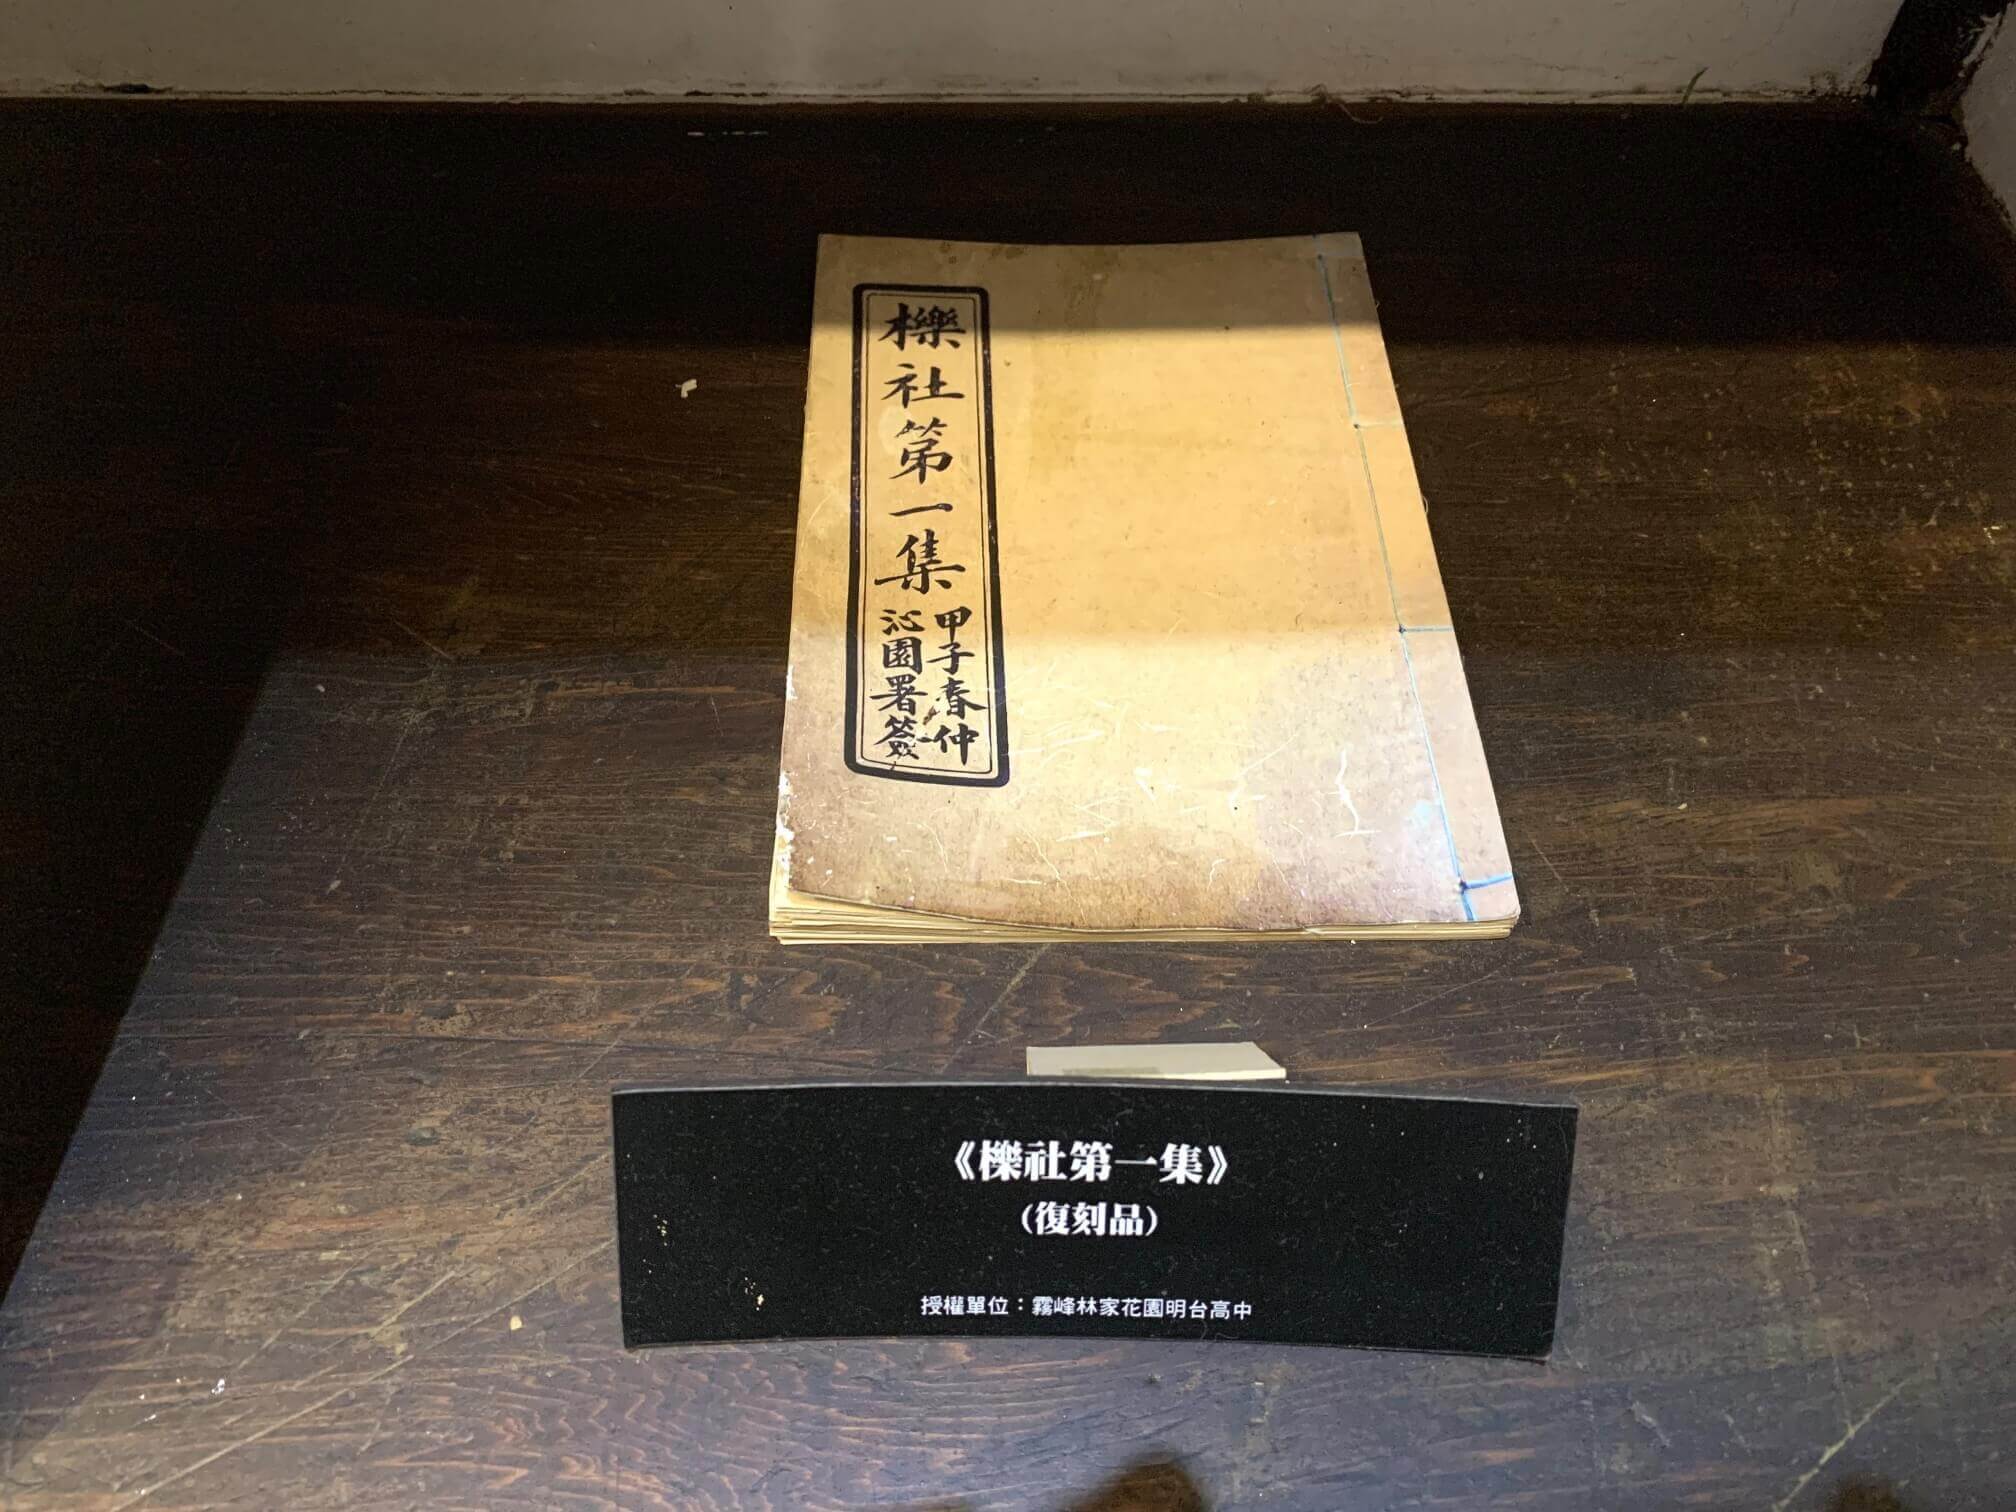 櫟社第一集
甲子春仲
沁園署簽
《櫟社第一集》
（復刻品）
授權單位：霧峰林家花園明台高中